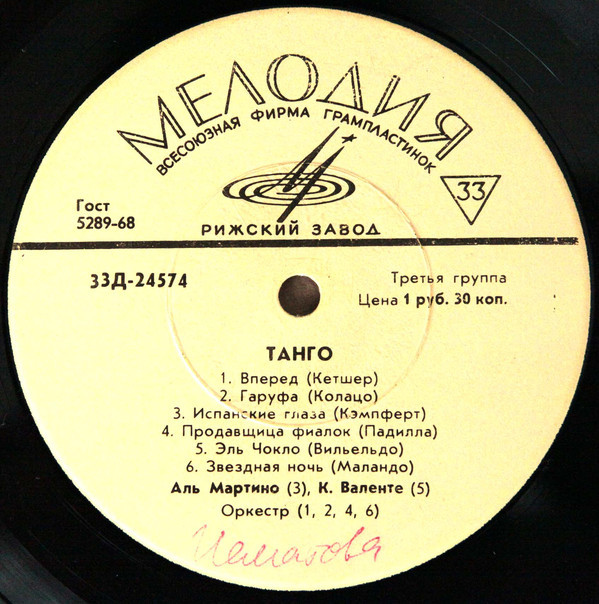 МЕЛОДИЯ
ВСЕСОЮЗНАЯ ФИРМА ГРАМПЛАСТИНОК
33
Гост
5289-68
РИЖСКИЙ ЗАВОД
33Д-24574
Третья группа
Цена 1 руб. 30 коп.
ТАНГО
1. Вперед (Кетшер)
2. Гаруфа (Колацо)
3. Испанские глаза (Кэмпферт)
4. Продавщица фиалок (Падилла)
5. Эль Чокло (Вильельдо)
6. Звездная ночь (Маландо)
Аль Мартино (3), К. Валенте (5)
Оркестр (1, 2, 4, 6)